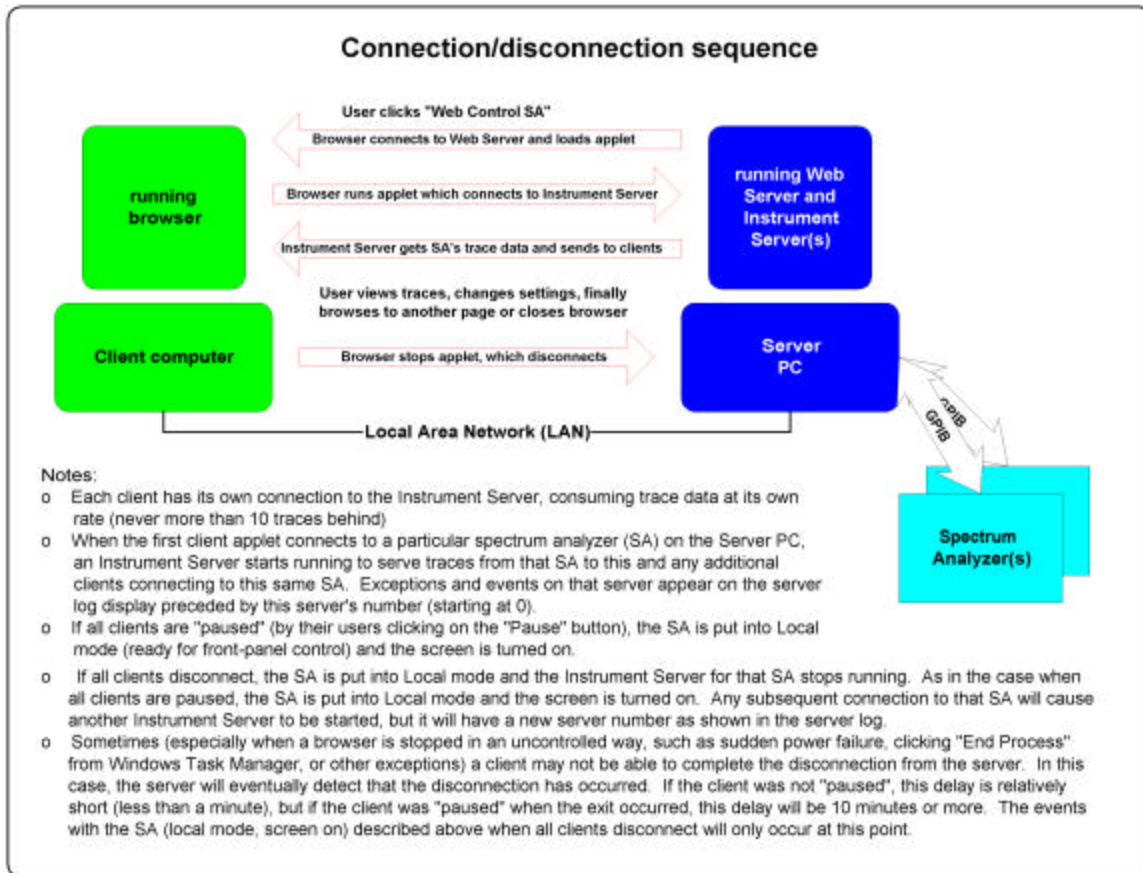 Connection/disconnection sequence
User clicks "Web Control SA"
Browser connects to Web Server and loads applet
running
browser
Browser runs applet which connects to Instrument Server
running Web
Server and
Instrument
Server(s)
Instrument Server gets SA's trace data and sends to clients
User views traces, changes settings, finally
browses to another page or closes browser
Client computer
Browser stops applet, which disconnects
Server
PC
GPIB
GPIB
Local Area Network (LAN)
Spectrum
Analyzer(s)
Notes:
o Each client has its own connection to the Instrument Server, consuming trace data at its own
rate (never more than 10 traces behind)
o When the first client applet connects to a particular spectrum analyzer (SA) on the Server PC,
an Instrument Server starts running to serve traces from that SA to this and any additional
clients connecting to this same SA. Exceptions and events on that server appear on the server
log display preceded by this server's number (starting at 0).
o If all clients are "paused" (by their users clicking on the "Pause" button), the SA is put into Local
mode (ready for front-panel control) and the screen is turned on.
o If all clients disconnect, the SA is put into Local mode and the Instrument Server for that SA stops running. As in the case when
all clients are paused, the SA is put into Local mode and the screen is turned on. Any subsequent connection to that SA will cause
another Instrument Server to be started, but it will have a new server number as shown in the server log.
o Sometimes (especially when a browser is stopped in an uncontrolled way, such as sudden power failure, clicking "End Process"
from Windows Task Manager, or other exceptions) a client may not be able to complete the disconnection from the server. In this
case, the server will eventually detect that the disconnection has occurred. If the client was not "paused", this delay is relatively
short (less than a minute), but if the client was "paused" when the exit occurred, this delay will be 10 minutes or more. The events
with the SA (local mode, screen on) described above when all clients disconnect will only occur at this point.